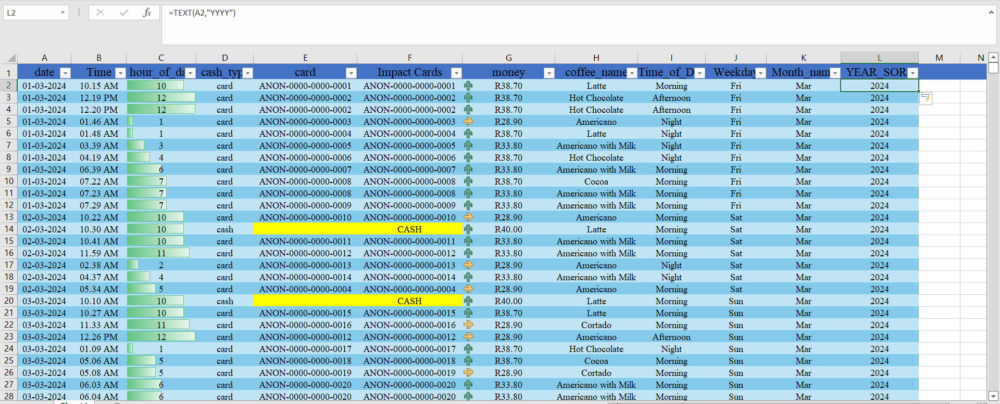 L2 fx =TEXT(A2,"YYYY")
A B C D E F G H I J K L M N
1 date Time hour_of_da cash_typ card Impact Cards money coffee_name Time_of_D Weekday Month_nam YEAR_SOR
2 01-03-2024 10.15 AM 10 card ANON-0000-0000-0001 ANON-0000-0000-0001 R38.70 Latte Morning Fri Mar 2024
3 01-03-2024 12.19 PM 12 card ANON-0000-0000-0002 ANON-0000-0000-0002 R38.70 Hot Chocolate Afternoon Fri Mar 2024
4 01-03-2024 12.20 PM 12 card ANON-0000-0000-0002 ANON-0000-0000-0002 R38.70 Hot Chocolate Afternoon Fri Mar 2024
5 01-03-2024 01.46 AM 1 card ANON-0000-0000-0003 ANON-0000-0000-0003 R28.90 Americano Night Fri Mar 2024
6 01-03-2024 01.48 AM 1 card ANON-0000-0000-0004 ANON-0000-0000-0004 R38.70 Latte Night Fri Mar 2024
7 01-03-2024 03.39 AM 3 card ANON-0000-0000-0005 ANON-0000-0000-0005 R33.80 Americano with Milk Night Fri Mar 2024
8 01-03-2024 04.19 AM 4 card ANON-0000-0000-0006 ANON-0000-0000-0006 R38.70 Hot Chocolate Night Fri Mar 2024
9 01-03-2024 06.39 AM 6 card ANON-0000-0000-0007 ANON-0000-0000-0007 R33.80 Americano with Milk Morning Fri Mar 2024
10 01-03-2024 07.22 AM 7 card ANON-0000-0000-0008 ANON-0000-0000-0008 R38.70 Cocoa Morning Fri Mar 2024
11 01-03-2024 07.23 AM 7 card ANON-0000-0000-0008 ANON-0000-0000-0008 R33.80 Americano with Milk Morning Fri Mar 2024
12 01-03-2024 07.29 AM 7 card ANON-0000-0000-0009 ANON-0000-0000-0009 R33.80 Americano with Milk Morning Fri Mar 2024
13 02-03-2024 10.22 AM 10 card ANON-0000-0000-0010 ANON-0000-0000-0010 R28.90 Americano Morning Sat Mar 2024
14 02-03-2024 10.30 AM 10 cash CASH R40.00 Latte Morning Sat Mar 2024
15 02-03-2024 10.41 AM 10 card ANON-0000-0000-0011 ANON-0000-0000-0011 R33.80 Americano with Milk Morning Sat Mar 2024
16 02-03-2024 11.59 AM 11 card ANON-0000-0000-0012 ANON-0000-0000-0012 R33.80 Americano with Milk Morning Sat Mar 2024
17 02-03-2024 02.38 AM 2 card ANON-0000-0000-0013 ANON-0000-0000-0013 R28.90 Americano Night Sat Mar 2024
18 02-03-2024 04.37 AM 4 card ANON-0000-0000-0014 ANON-0000-0000-0014 R33.80 Americano with Milk Night Sat Mar 2024
19 02-03-2024 05.34 AM 5 card ANON-0000-0000-0004 ANON-0000-0000-0004 R28.90 Americano Morning Sat Mar 2024
20 03-03-2024 10.10 AM 10 cash CASH R40.00 Latte Morning Sun Mar 2024
21 03-03-2024 10.27 AM 10 card ANON-0000-0000-0015 ANON-0000-0000-0015 R38.70 Latte Morning Sun Mar 2024
22 03-03-2024 11.33 AM 11 card ANON-0000-0000-0016 ANON-0000-0000-0016 R28.90 Cortado Morning Sun Mar 2024
23 03-03-2024 12.26 PM 12 card ANON-0000-0000-0012 ANON-0000-0000-0012 R28.90 Americano Afternoon Sun Mar 2024
24 03-03-2024 01.09 AM 1 card ANON-0000-0000-0017 ANON-0000-0000-0017 R38.70 Hot Chocolate Night Sun Mar 2024
25 03-03-2024 05.06 AM 5 card ANON-0000-0000-0018 ANON-0000-0000-0018 R38.70 Cocoa Morning Sun Mar 2024
26 03-03-2024 05.08 AM 5 card ANON-0000-0000-0019 ANON-0000-0000-0019 R28.90 Cortado Morning Sun Mar 2024
27 03-03-2024 06.03 AM 6 card ANON-0000-0000-0020 ANON-0000-0000-0020 R33.80 Americano with Milk Morning Sun Mar 2024
28 03-03-2024 06.04 AM 6 card ANON-0000-0000-0020 ANON-0000-0000-0020 R33.80 Americano with Milk Morning Sun Mar 2024